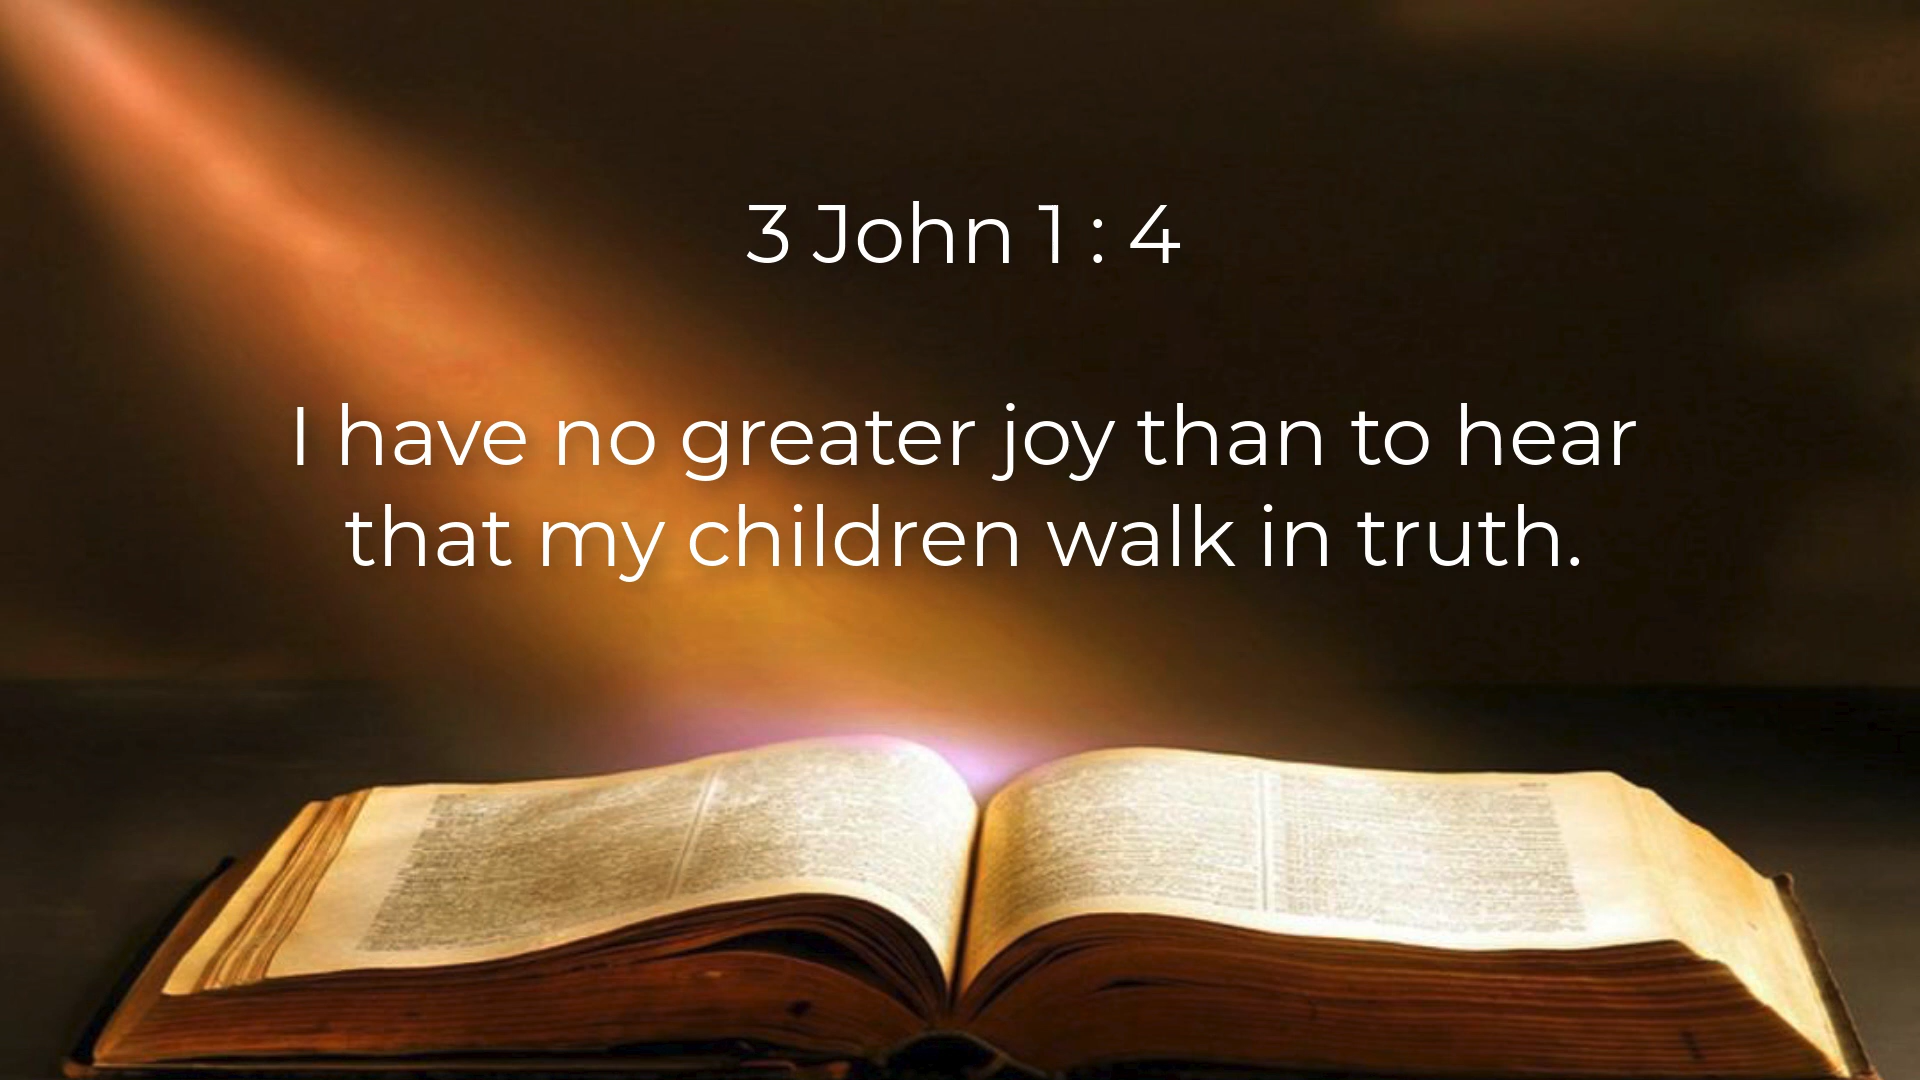 3 John 1 : 4
I have no greater joy than to hear
that my children walk in truth.